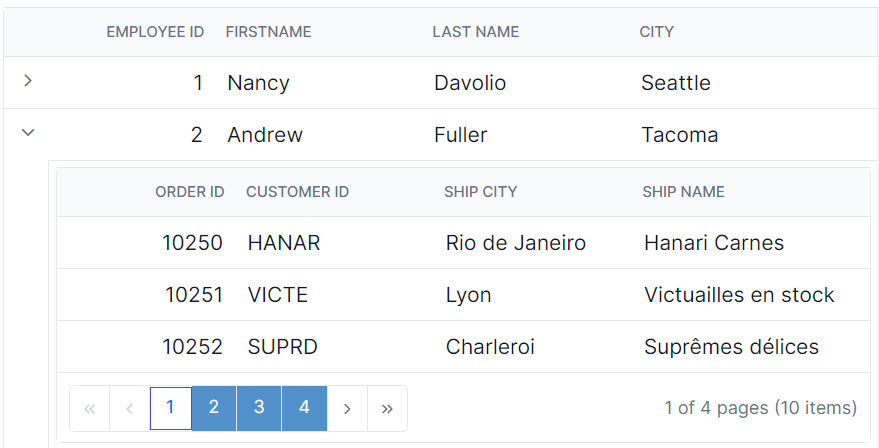 EMPLOYEE ID FIRSTNAME LAST NAME CITY
1 Nancy Davolio Seattle
2 Andrew Fuller Tacoma
ORDER ID CUSTOMER ID SHIP CITY SHIP NAME
10250 HANAR Rio de Janeiro Hanari Carnes
10251 VICTE Lyon Victuailles en stock
10252 SUPRD Charleroi Suprêmes délices
1 2 3 4 1 of 4 pages (10 items)